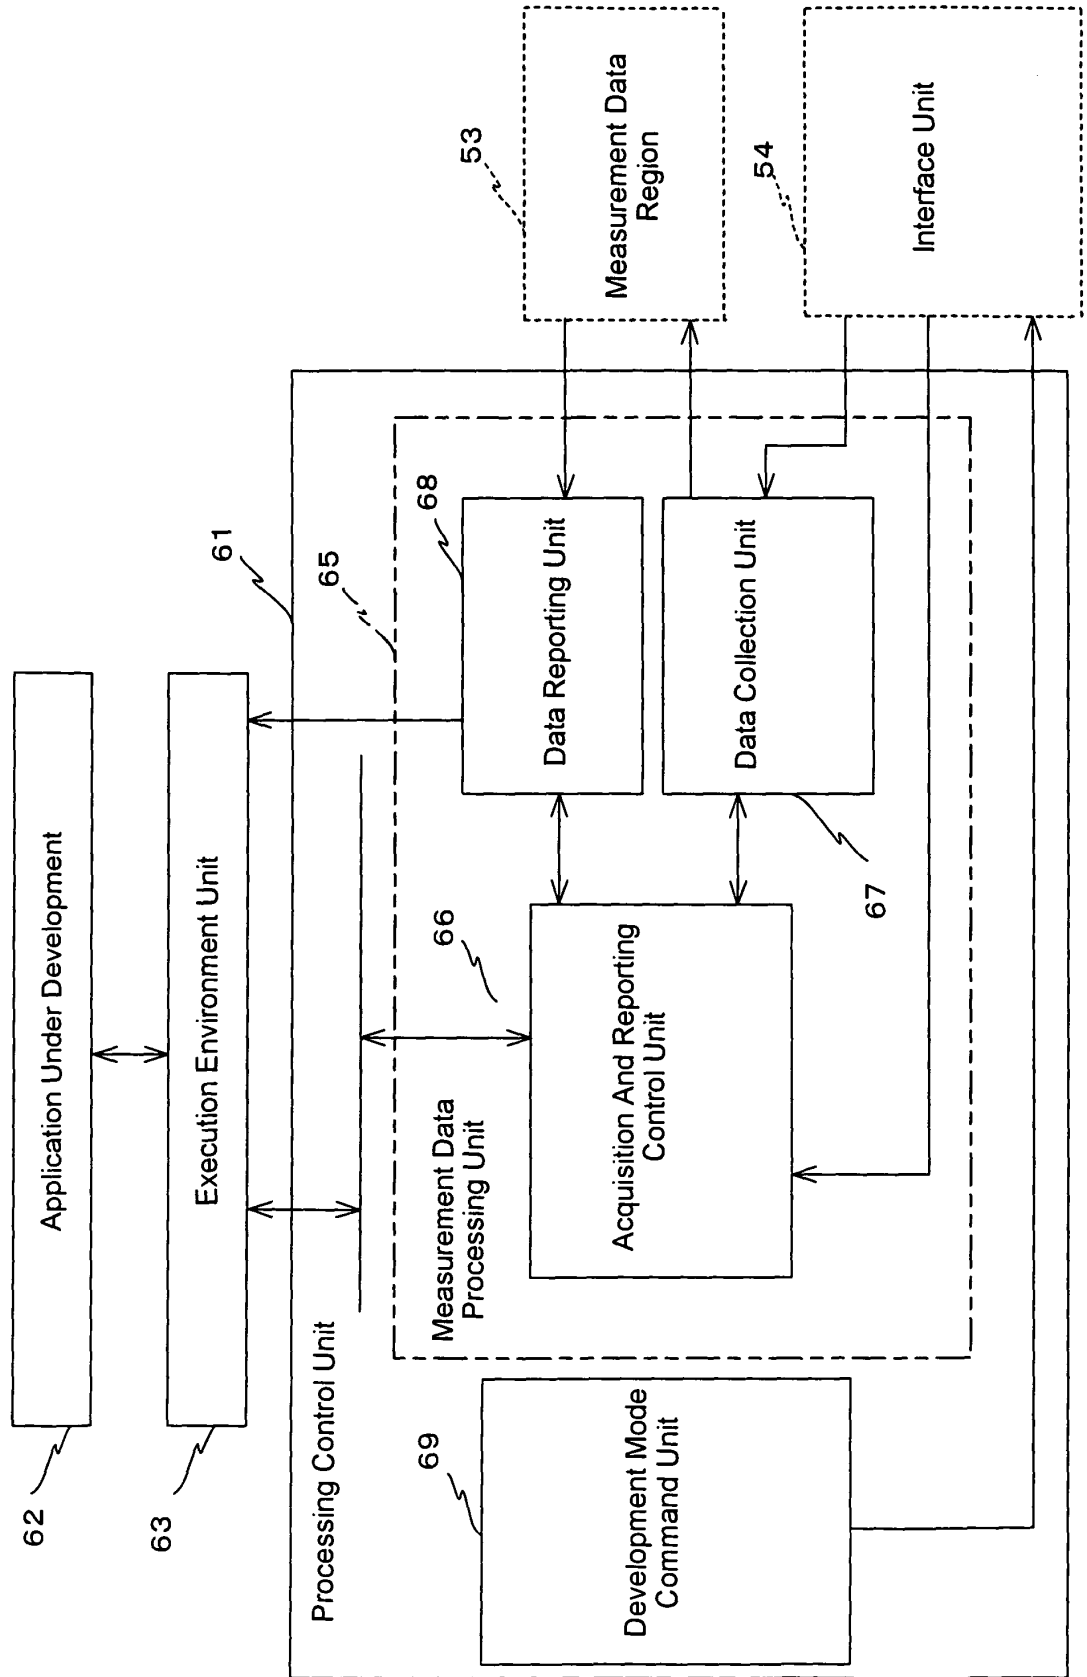 62
Application Under Development
63
Execution Environment Unit
61
Processing Control Unit
65
Measurement Data
Processing Unit
66
Acquisition And Reporting
Control Unit
68
Data Reporting Unit
Data Collection Unit
67
69
Development Mode
Command Unit
53
Measurement Data
Region
54
Interface Unit